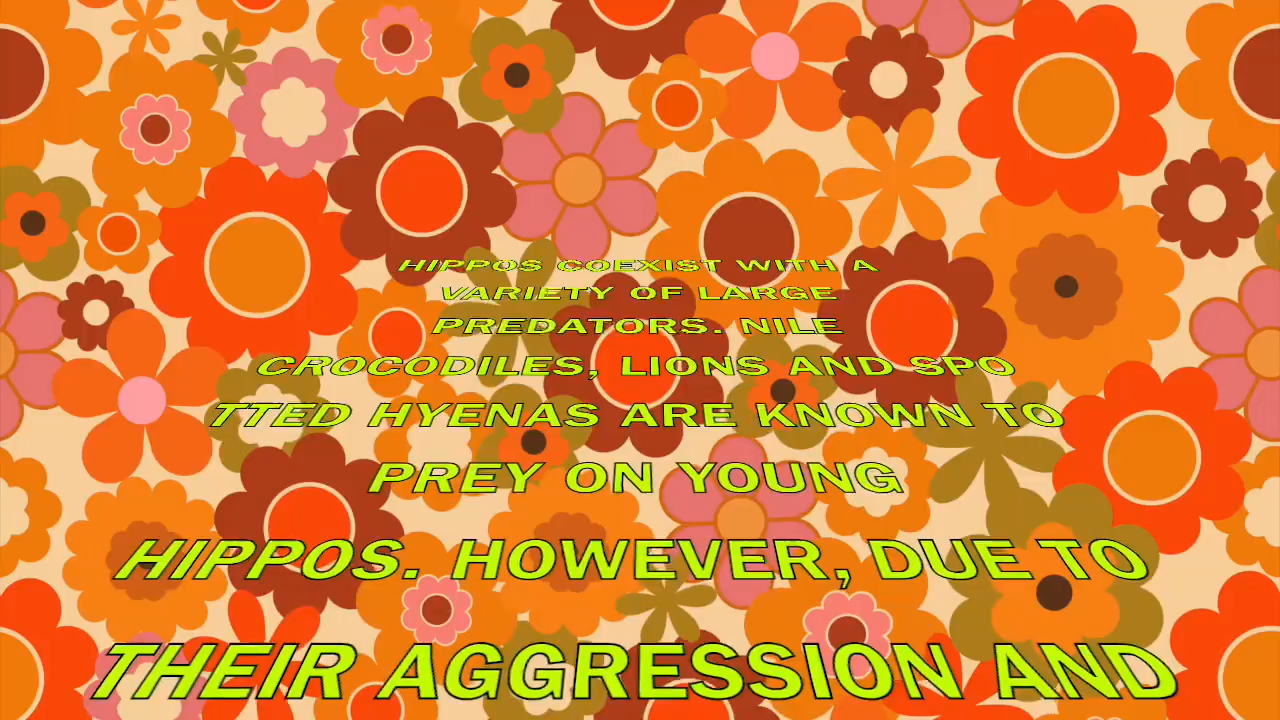 HIPPOS COEXIST WITH A
VARIETY OF LARGE
PREDATORS. NILE
CROCODILES, LIONS AND SPO
TTED HYENAS ARE KNOWN TO
PREY ON YOUNG
HIPPOS. HOWEVER, DUE TO
THEIR AGGRESSION AND